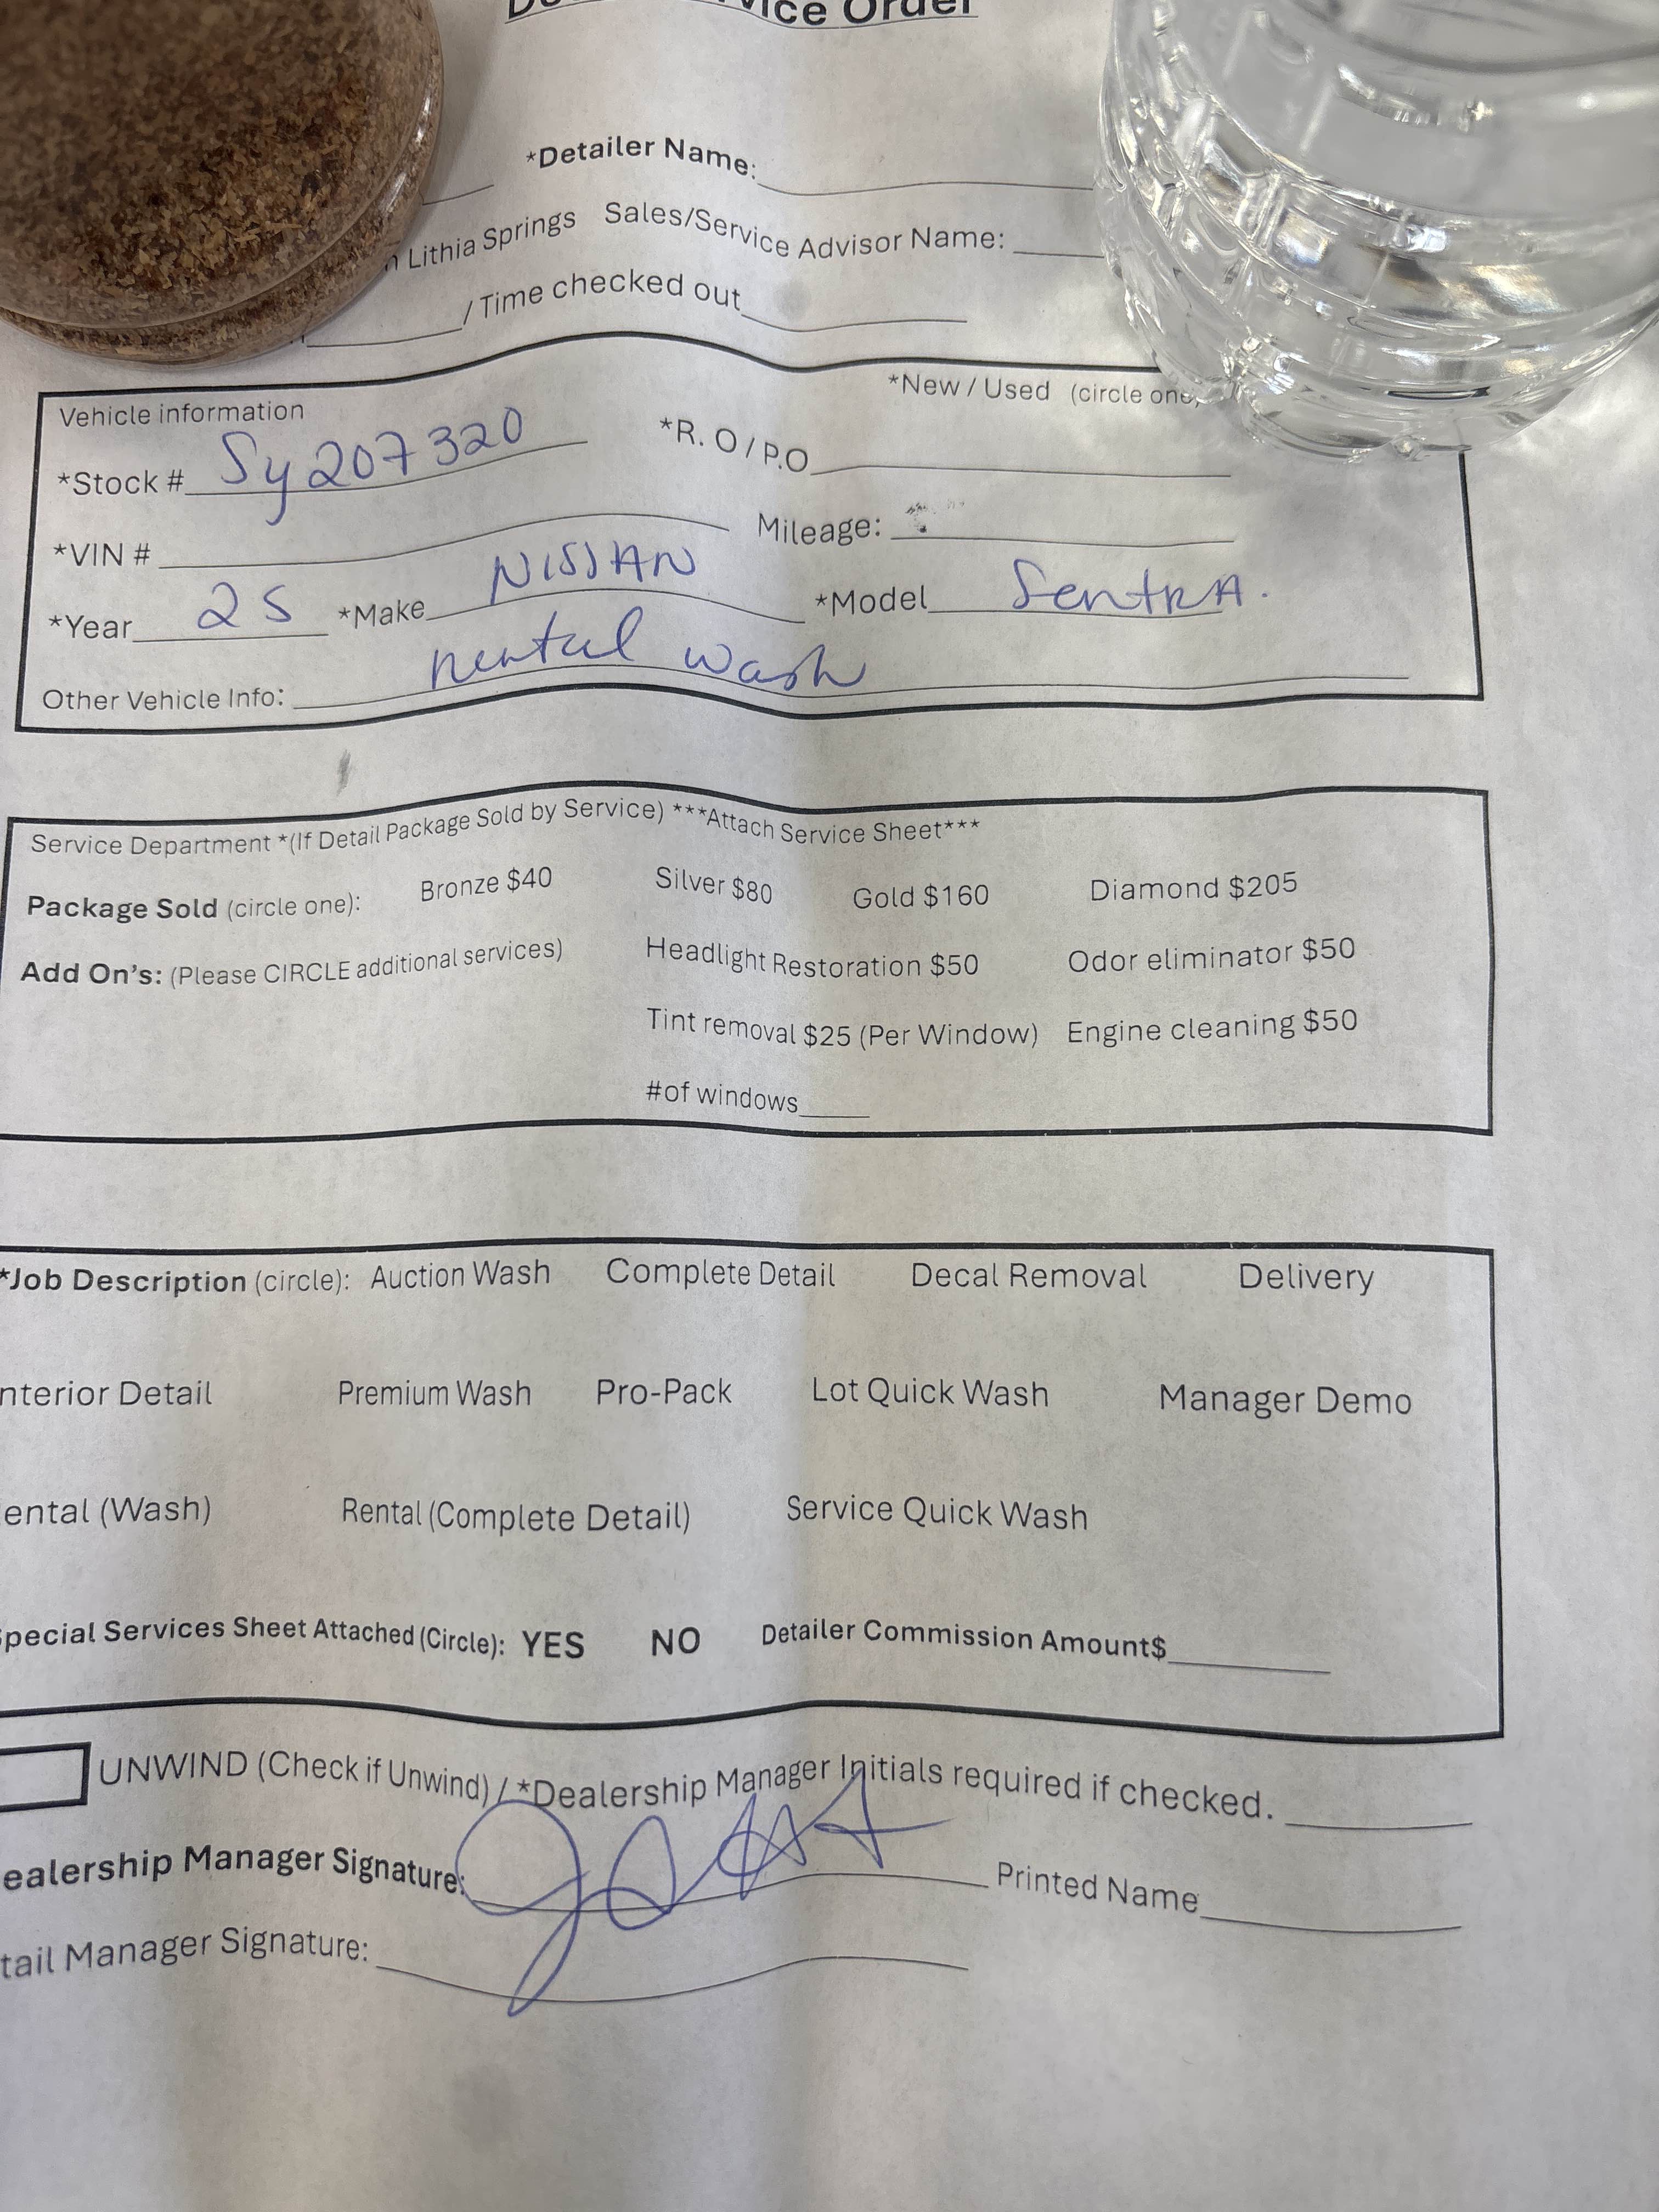 Service Order
*Detailer Name:
Lithia Springs Sales/Service Advisor Name:
/ Time checked out
Vehicle information *New / Used (circle one)
*Stock # Sy207320 *R. O / P.O
*VIN # Mileage:
*Year 25 *Make NISSAN *Model SentRA.
Other Vehicle Info: rental wash
Service Department *(If Detail Package Sold by Service) ***Attach Service Sheet***
Package Sold (circle one): Bronze $40 Silver $80 Gold $160 Diamond $205
Add On's: (Please CIRCLE additional services) Headlight Restoration $50 Odor eliminator $50
Tint removal $25 (Per Window) Engine cleaning $50
#of windows
*Job Description (circle): Auction Wash Complete Detail Decal Removal Delivery
nterior Detail Premium Wash Pro-Pack Lot Quick Wash Manager Demo
ental (Wash) Rental (Complete Detail) Service Quick Wash
pecial Services Sheet Attached (Circle): YES NO Detailer Commission Amount$
UNWIND (Check if Unwind) / *Dealership Manager Initials required if checked.
ealership Manager Signature: Printed Name
tail Manager Signature: